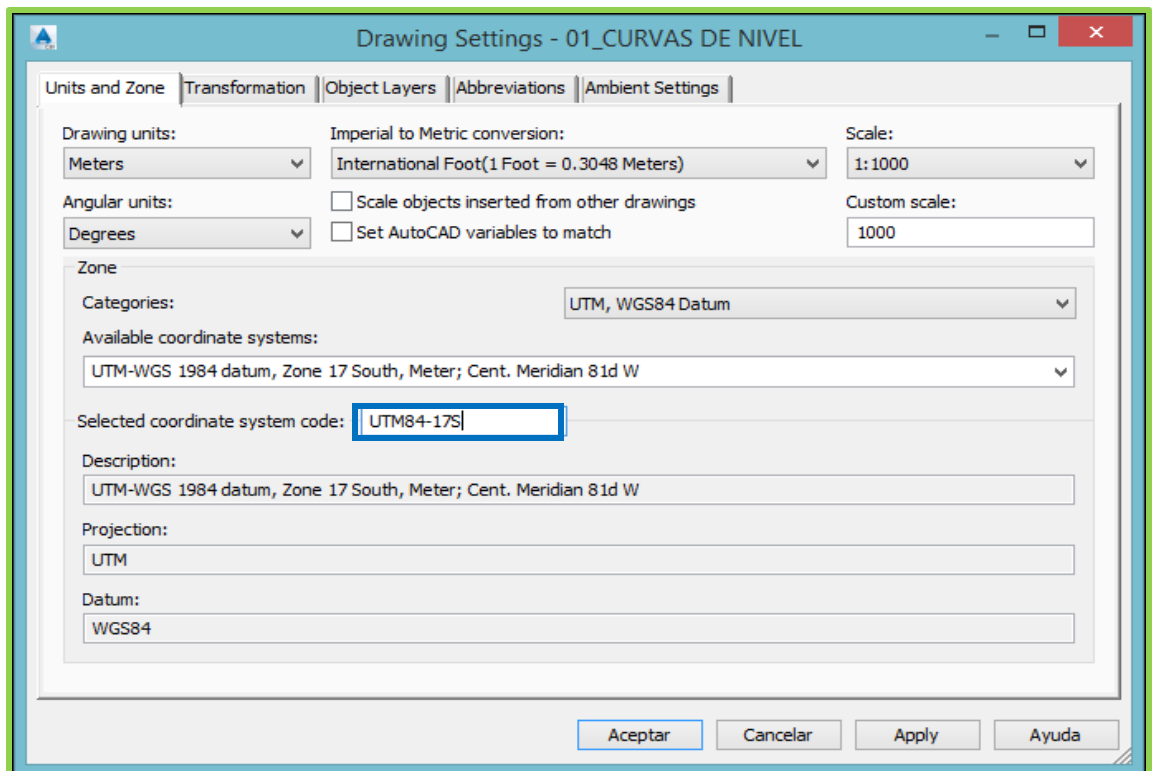 Drawing Settings - 01_CURVAS DE NIVEL
Units and Zone Transformation Object Layers Abbreviations Ambient Settings
Drawing units: Imperial to Metric conversion: Scale:
Meters International Foot(1 Foot = 0.3048 Meters) 1:1000
Angular units: Scale objects inserted from other drawings Custom scale:
Degrees Set AutoCAD variables to match 1000
Zone
Categories: UTM, WGS84 Datum
Available coordinate systems:
UTM-WGS 1984 datum, Zone 17 South, Meter; Cent. Meridian 81d W
Selected coordinate system code: UTM84-17S
Description:
UTM-WGS 1984 datum, Zone 17 South, Meter; Cent. Meridian 81d W
Projection:
UTM
Datum:
WGS84
Aceptar Cancelar Apply Ayuda